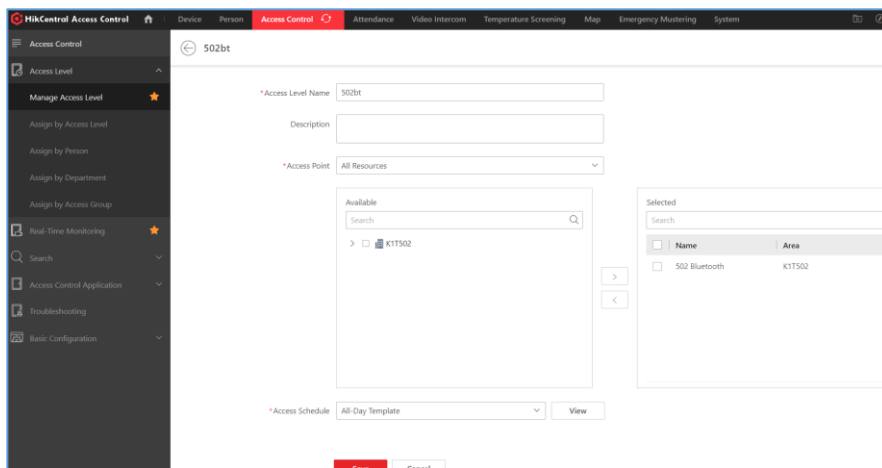 HikCentral Access Control Device Person Access Control Attendance Video Intercom Temperature Screening Map Emergency Mustering System
Access Control
502bt
Access Level
Manage Access Level
Assign by Access Level
Assign by Person
Assign by Department
Assign by Access Group
Real-Time Monitoring
Search
Access Control Application
Troubleshooting
Basic Configuration
*Access Level Name 502bt
Description
*Access Point All Resources
Available
Search
K1T502
Selected
Search
Name Area
502 Bluetooth K1T502
*Access Schedule All-Day Template View
Save Cancel